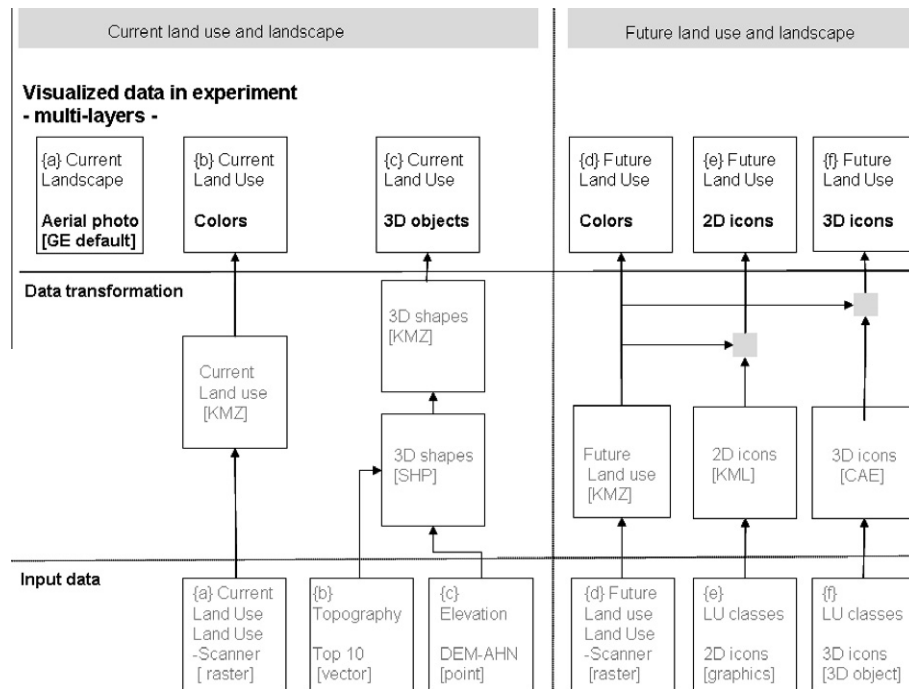 Current land use and landscape
Future land use and landscape
Visualized data in experiment
- multi-layers -
{a} Current
Landscape
Aerial photo
[GE default]
{b} Current
Land Use
Colors
{c} Current
Land Use
3D objects
{d} Future
Land Use
Colors
{e} Future
Land Use
2D icons
{f} Future
Land Use
3D icons
Data transformation
3D shapes
[KMZ]
Current
Land use
[KMZ]
3D shapes
[SHP]
Future
Land use
[KMZ]
2D icons
[KML]
3D icons
[CAE]
Input data
{a} Current
Land Use
Land Use
-Scanner
[ raster]
{b}
Topography
Top 10
[vector]
{c}
Elevation
DEM-AHN
[point]
{d} Future
Land use
Land Use
-Scanner
[raster]
{e}
LU classes
2D icons
[graphics]
{f}
LU classes
3D icons
[3D object]